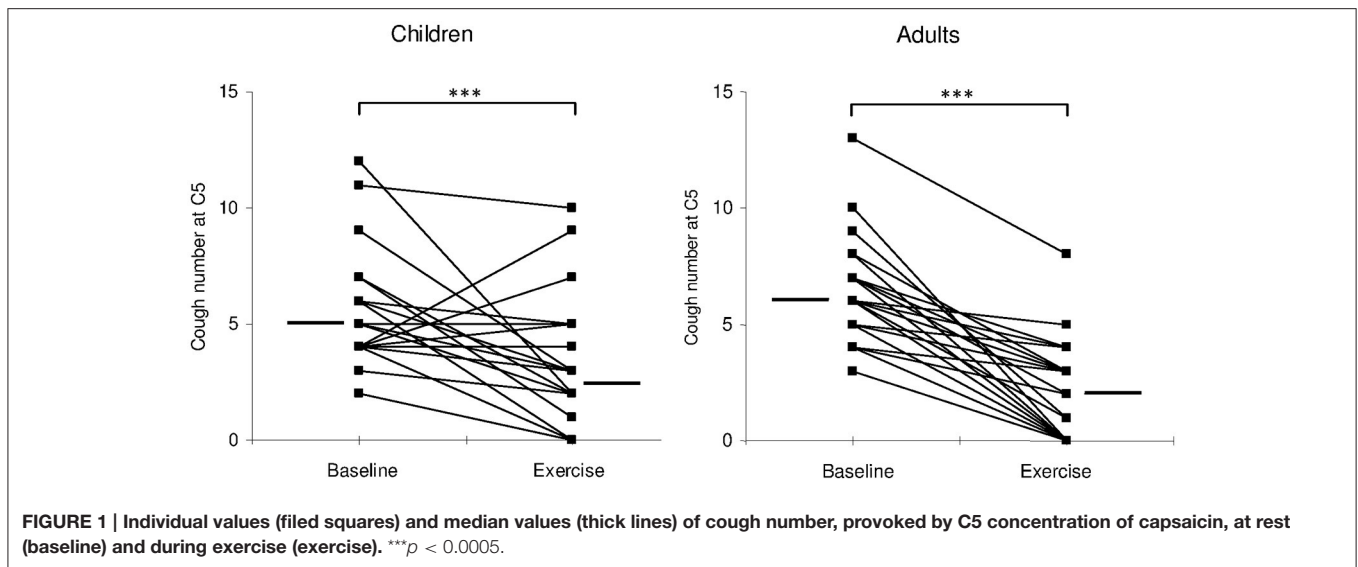 Children
Adults
15
10
5
0
Cough number at C5
***
Baseline
Exercise
15
10
5
0
Cough number at C5
***
Baseline
Exercise
FIGURE 1 | Individual values (filed squares) and median values (thick lines) of cough number, provoked by C5 concentration of capsaicin, at rest
(baseline) and during exercise (exercise). ***p < 0.0005.